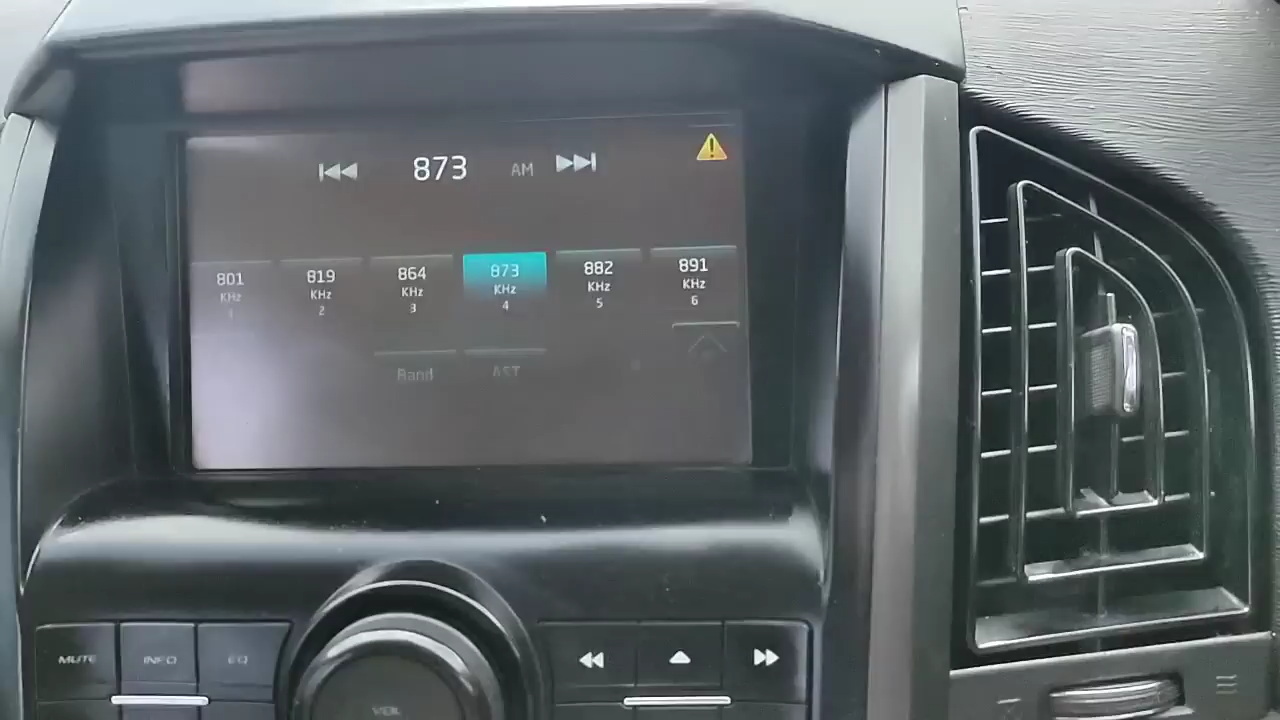 873 AM
801 819 864 873 882 891
KHz KHz KHz KHz KHz KHz
1 2 3 4 5 6
Band AST
MUTE INFO EQ
VOL